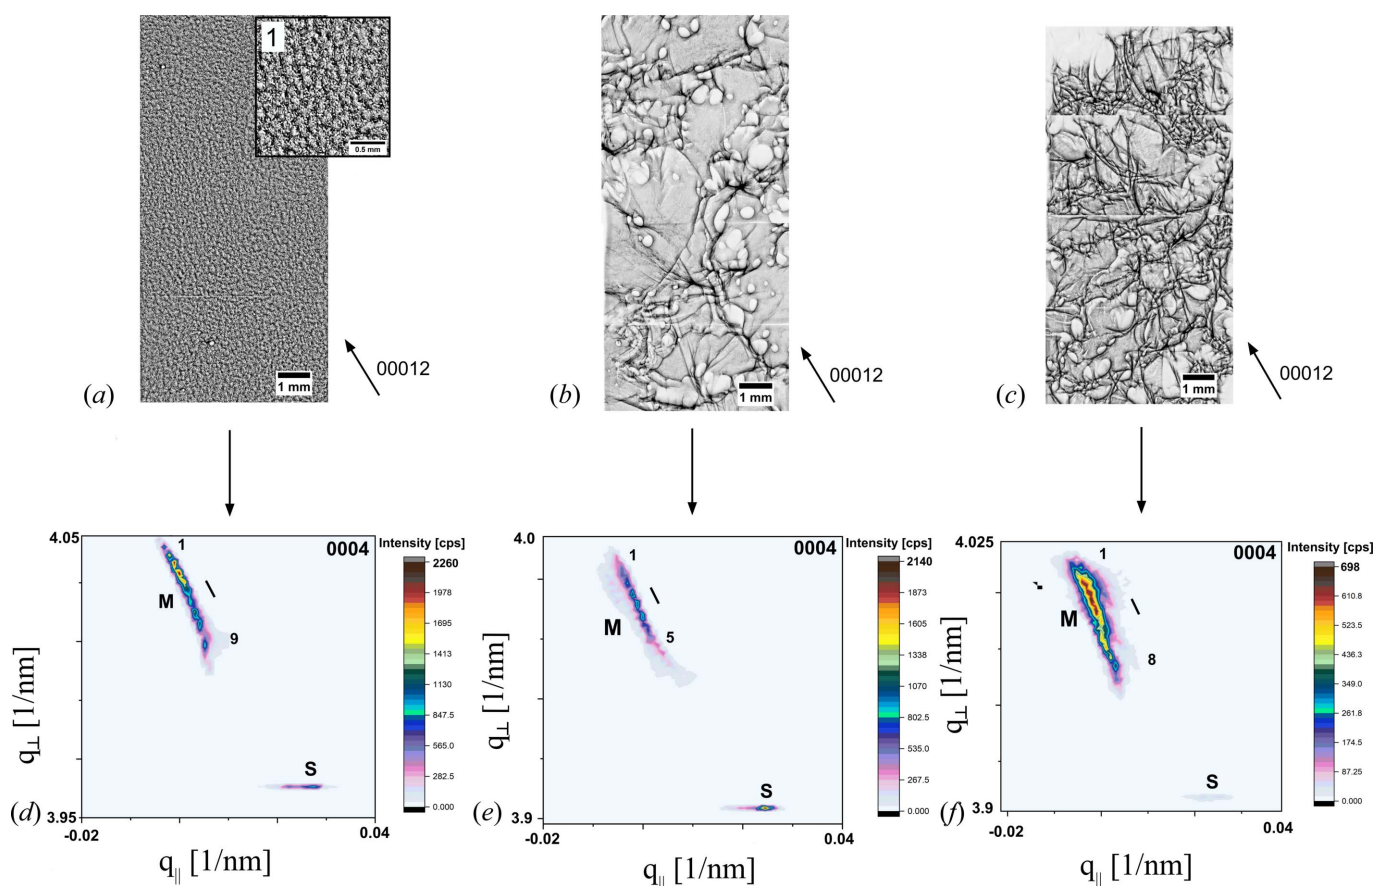 1
0.5 mm
1 mm
00012
(a)
1 mm
00012
(b)
1 mm
00012
(c)
4.05
1
0004
M
9
S
3.95
-0.02
0.04
q⊥ [1/nm]
q|| [1/nm]
(d)
Intensity [cps]
2260
1978
1695
1413
1130
847.5
565.0
282.5
0.000
4.0
1
0004
M
5
S
3.9
-0.02
0.04
q⊥ [1/nm]
q|| [1/nm]
(e)
Intensity [cps]
2140
1873
1605
1338
1070
802.5
535.0
267.5
0.000
4.025
1
0004
M
8
S
3.9
-0.02
0.04
q⊥ [1/nm]
q|| [1/nm]
(f)
Intensity [cps]
698
610.8
523.5
436.3
349.0
261.8
174.5
87.25
0.000